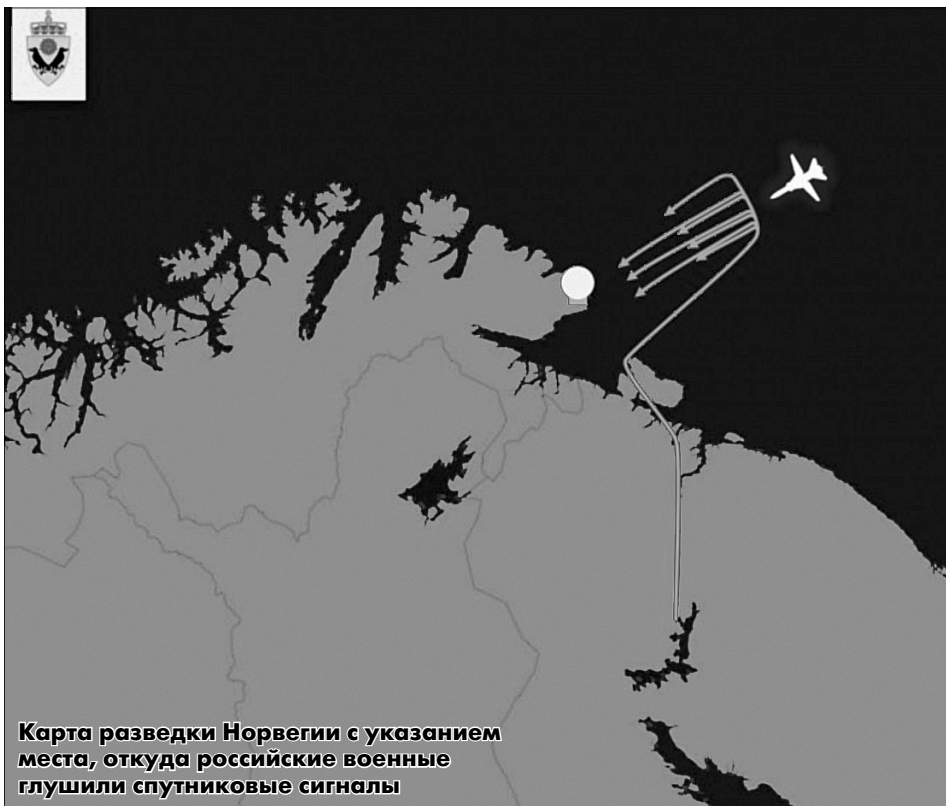 Карта разведки Норвегии с указанием
места, откуда российские военные
глушили спутниковые сигналы